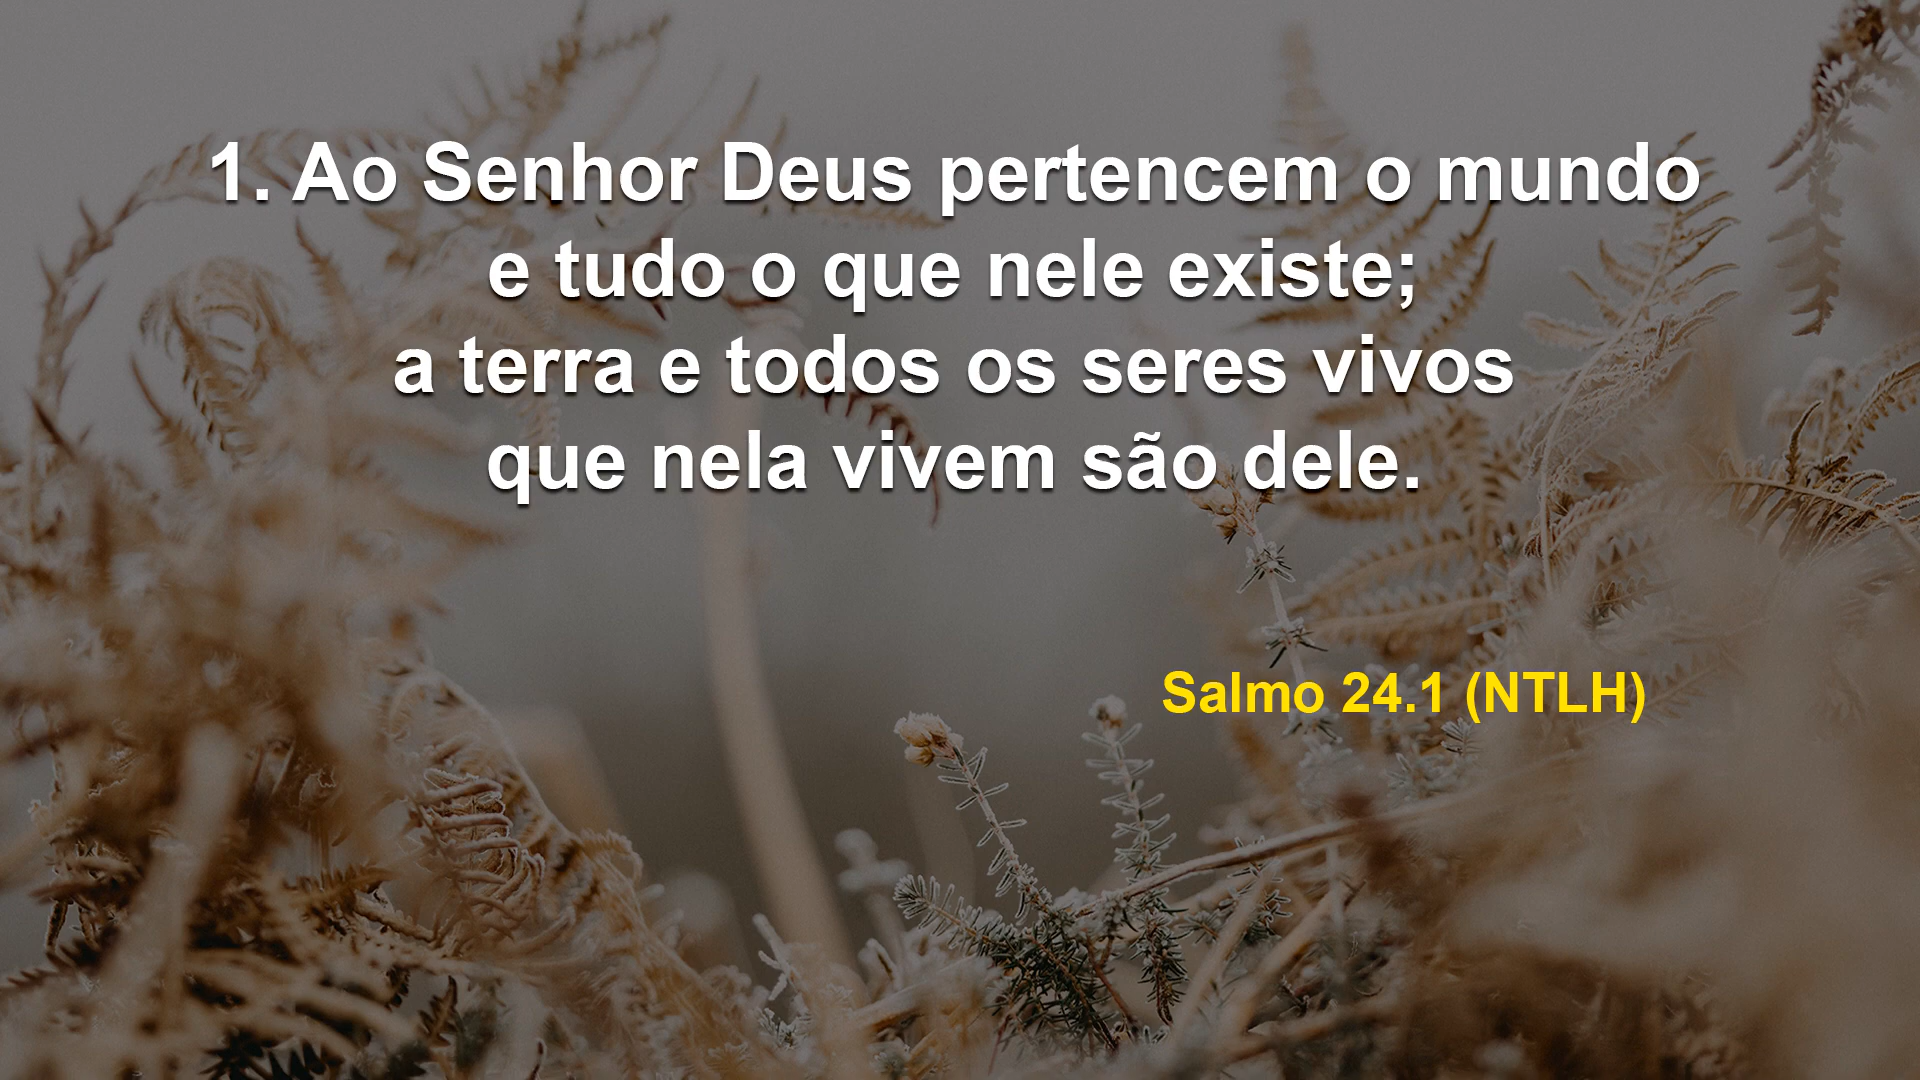 1. Ao Senhor Deus pertencem o mundo
e tudo o que nele existe;
a terra e todos os seres vivos
que nela vivem são dele.
Salmo 24.1 (NTLH)